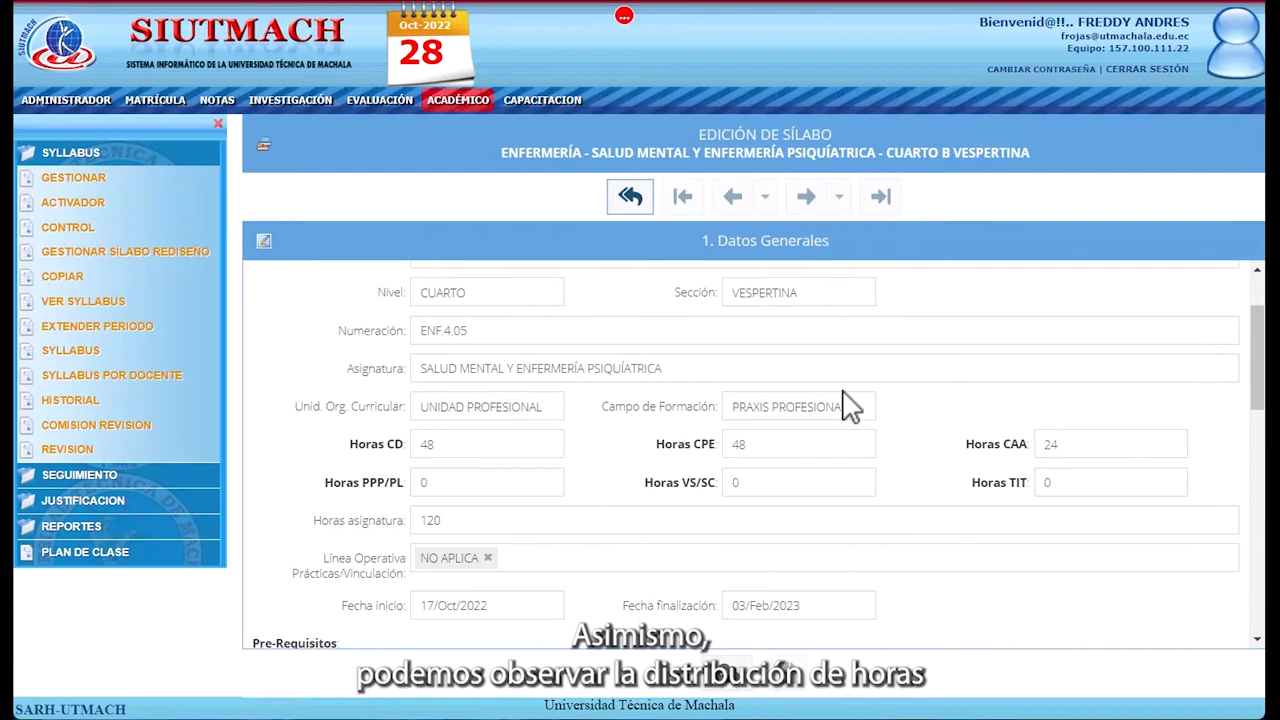 SIUTMACH
SISTEMA INFORMÁTICO DE LA UNIVERSIDAD TÉCNICA DE MACHALA
Oct-2022
28
Bienvenid@!!.. FREDDY ANDRES
frojas@utmachala.edu.ec
Equipo: 157.100.111.22
CAMBIAR CONTRASEÑA | CERRAR SESIÓN
ADMINISTRADOR MATRÍCULA NOTAS INVESTIGACIÓN EVALUACIÓN ACADÉMICO CAPACITACION
SYLLABUS
GESTIONAR
ACTIVADOR
CONTROL
GESTIONAR SÍLABO REDISEÑO
COPIAR
VER SYLLABUS
EXTENDER PERIODO
SYLLABUS
SYLLABUS POR DOCENTE
HISTORIAL
COMISION REVISION
REVISION
SEGUIMIENTO
JUSTIFICACION
REPORTES
PLAN DE CLASE
EDICIÓN DE SÍLABO
ENFERMERÍA - SALUD MENTAL Y ENFERMERÍA PSIQUÍATRICA - CUARTO B VESPERTINA
1. Datos Generales
Nivel: CUARTO Sección: VESPERTINA
Numeración: ENF.4.05
Asignatura: SALUD MENTAL Y ENFERMERÍA PSIQUÍATRICA
Unid. Org. Curricular: UNIDAD PROFESIONAL Campo de Formación: PRAXIS PROFESIONA
Horas CD: 48 Horas CPE: 48 Horas CAA: 24
Horas PPP/PL: 0 Horas VS/SC: 0 Horas TIT: 0
Horas asignatura: 120
Línea Operativa NO APLICA
Prácticas/Vinculación:
Fecha inicio: 17/Oct/2022 Fecha finalización: 03/Feb/2023
Pre-Requisitos:
Asimismo,
podemos observar la distribución de horas
SARH-UTMACH
Universidad Técnica de Machala